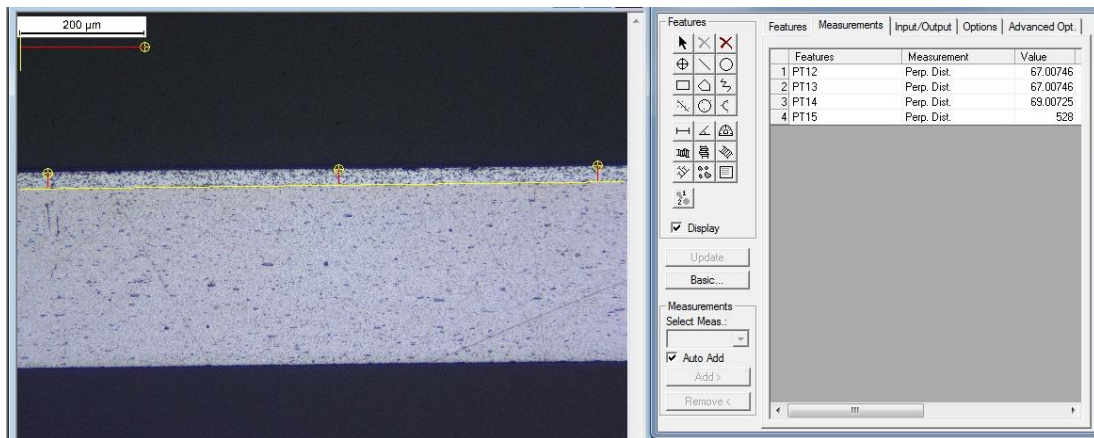 200 µm
Features
Display
Update
Basic...
Measurements
Select Meas.:
Auto Add
Add >
Remove <
Features Measurements Input/Output Options Advanced Opt.
Features Measurement Value
1 PT12 Perp. Dist. 67.00746
2 PT13 Perp. Dist. 67.00746
3 PT14 Perp. Dist. 69.00725
4 PT15 Perp. Dist. 528